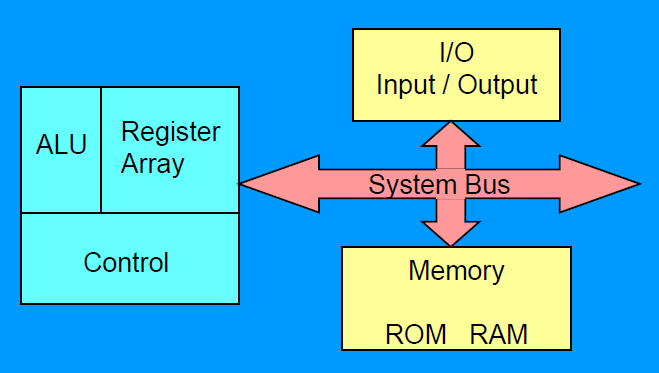 I/O
Input / Output
ALU
Register
Array
System Bus
Control
Memory
ROM RAM